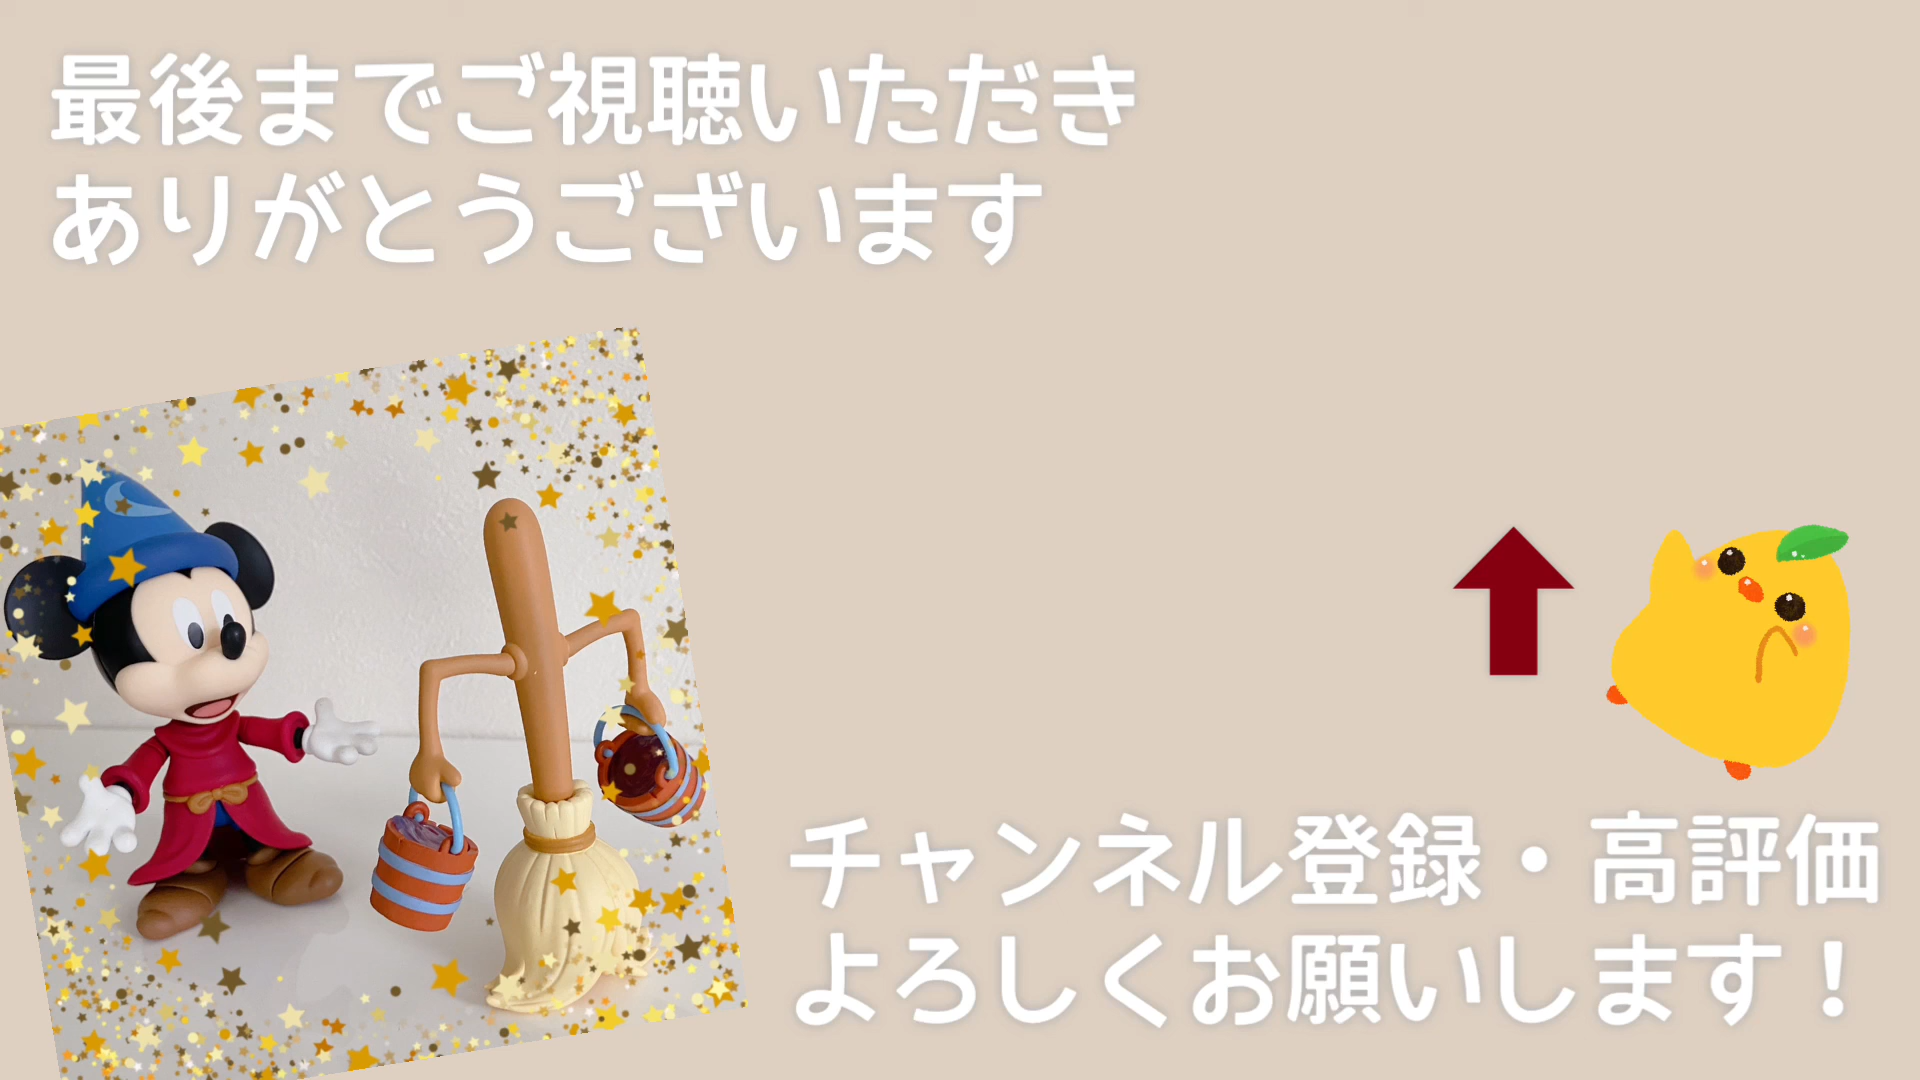 最後までご視聴いただき
ありがとうございます
チャンネル登録・高評価
よろしくお願いします！